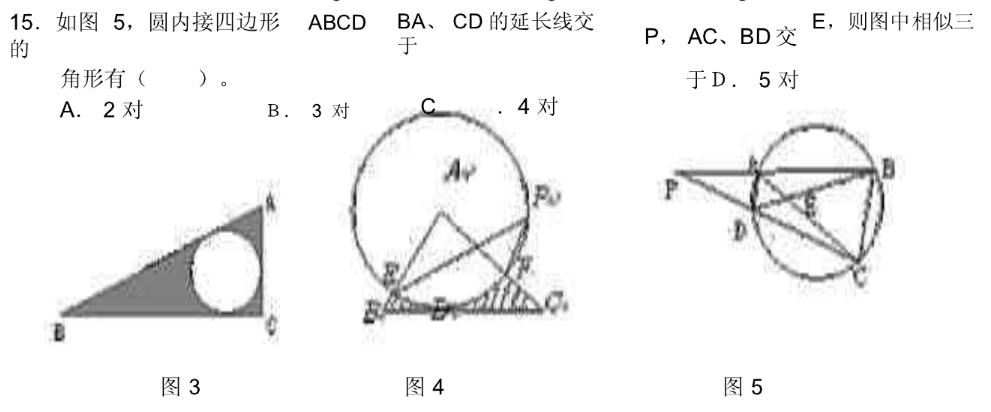 15. 如图 5，圆内接四边形 ABCD 的 BA、 CD 的延长线交于 P， AC、BD 交于 E，则图中相似三
角形有（ ）。
A. 2 对 B. 3 对 C . 4 对 D. 5 对
A
B
C
图 3
A
P
E
F
B
D
C
图 4
P
A
B
D
E
C
图 5